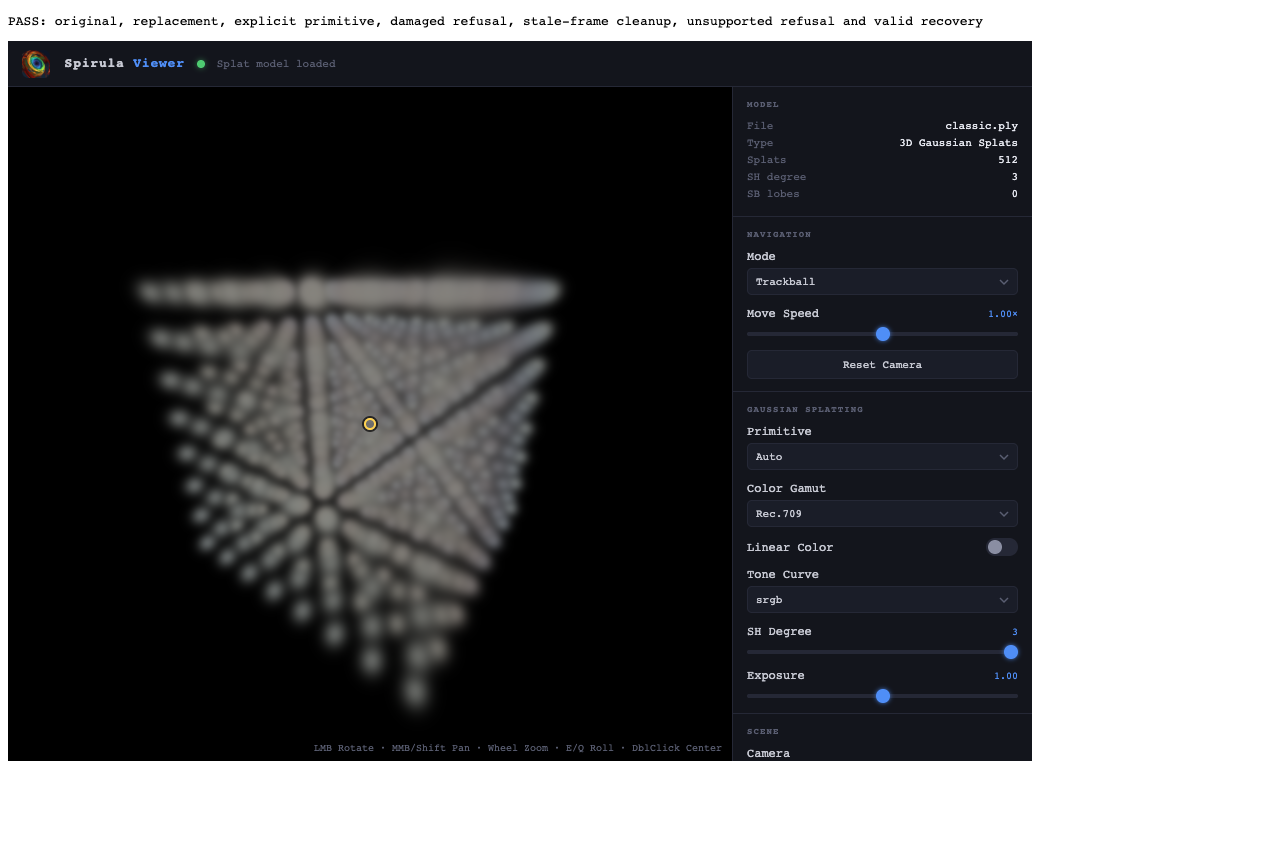 PASS: original, replacement, explicit primitive, damaged refusal, stale-frame cleanup, unsupported refusal and valid recovery
Spirula Viewer Splat model loaded
MODEL
File classic.ply
Type 3D Gaussian Splats
Splats 512
SH degree 3
SB lobes 0
NAVIGATION
Mode
Trackball
Move Speed 1.00×
Reset Camera
GAUSSIAN SPLATTING
Primitive
Auto
Color Gamut
Rec.709
Linear Color
Tone Curve
srgb
SH Degree 3
Exposure 1.00
SCENE
Camera
LMB Rotate · MMB/Shift Pan · Wheel Zoom · E/Q Roll · DblClick Center